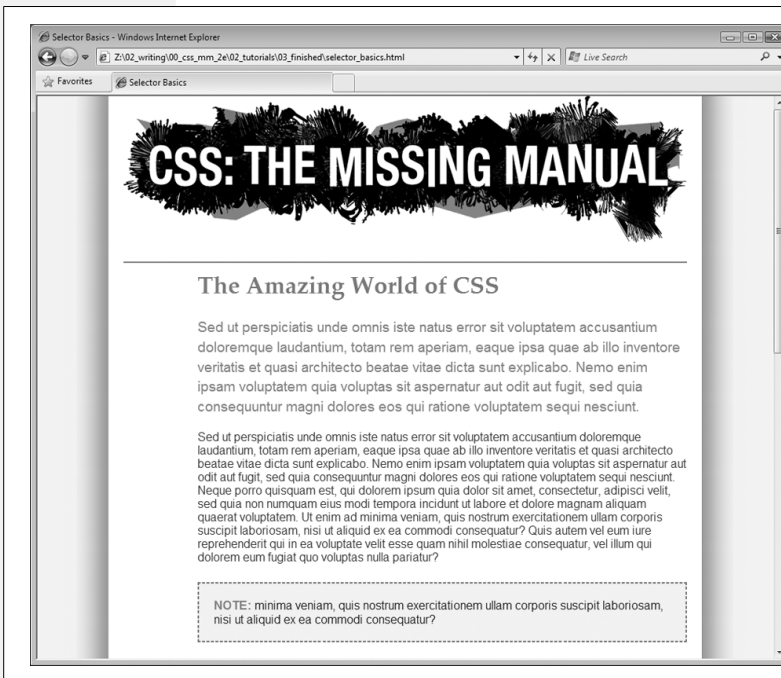 Selector Basics - Windows Internet Explorer
Z:\02_writing\00_css_mm_2e\02_tutorials\03_finished\selector_basics.html
Live Search
Favorites
Selector Basics
CSS: THE MISSING MANUAL
The Amazing World of CSS
Sed ut perspiciatis unde omnis iste natus error sit voluptatem accusantium
doloremque laudantium, totam rem aperiam, eaque ipsa quae ab illo inventore
veritatis et quasi architecto beatae vitae dicta sunt explicabo. Nemo enim
ipsam voluptatem quia voluptas sit aspernatur aut odit aut fugit, sed quia
consequuntur magni dolores eos qui ratione voluptatem sequi nesciunt.
Sed ut perspiciatis unde omnis iste natus error sit voluptatem accusantium doloremque
laudantium, totam rem aperiam, eaque ipsa quae ab illo inventore veritatis et quasi architecto
beatae vitae dicta sunt explicabo. Nemo enim ipsam voluptatem quia voluptas sit aspernatur aut
odit aut fugit, sed quia consequuntur magni dolores eos qui ratione voluptatem sequi nesciunt.
Neque porro quisquam est, qui dolorem ipsum quia dolor sit amet, consectetur, adipisci velit,
sed quia non numquam eius modi tempora incidunt ut labore et dolore magnam aliquam
quaerat voluptatem. Ut enim ad minima veniam, quis nostrum exercitationem ullam corporis
suscipit laboriosam, nisi ut aliquid ex ea commodi consequatur? Quis autem vel eum iure
reprehenderit qui in ea voluptate velit esse quam nihil molestiae consequatur, vel illum qui
dolorem eum fugiat quo voluptas nulla pariatur?
NOTE: minima veniam, quis nostrum exercitationem ullam corporis suscipit laboriosam,
nisi ut aliquid ex ea commodi consequatur?